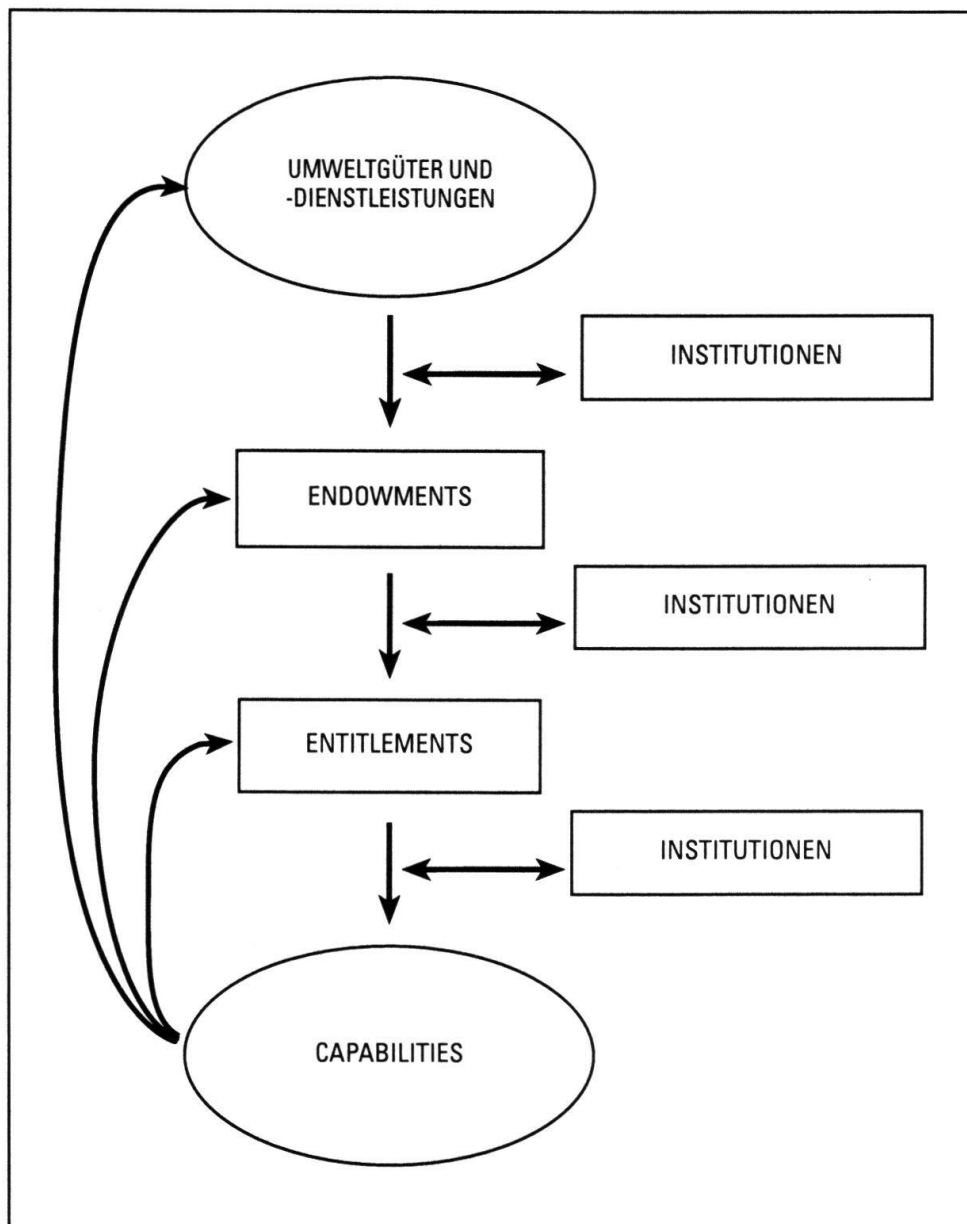 UMWELTGÜTER UND
-DIENSTLEISTUNGEN
INSTITUTIONEN
ENDOWMENTS
INSTITUTIONEN
ENTITLEMENTS
INSTITUTIONEN
CAPABILITIES